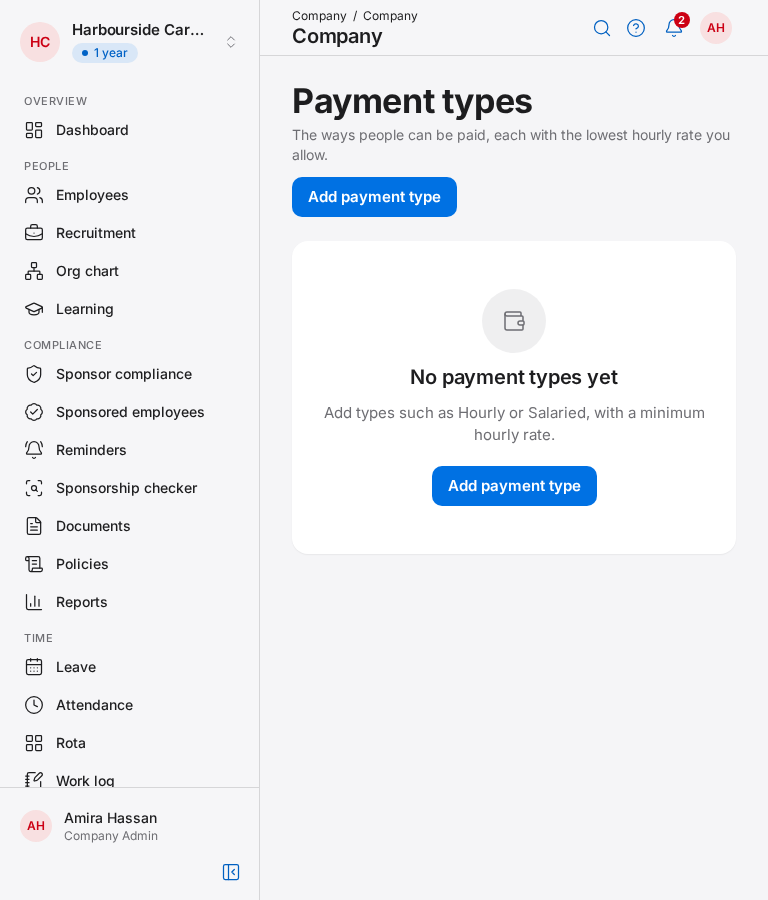 HC
Harbourside Car...
1 year
OVERVIEW
Dashboard
PEOPLE
Employees
Recruitment
Org chart
Learning
COMPLIANCE
Sponsor compliance
Sponsored employees
Reminders
Sponsorship checker
Documents
Policies
Reports
TIME
Leave
Attendance
Rota
Work log
AH
Amira Hassan
Company Admin
Company / Company
Company
2
AH
Payment types
The ways people can be paid, each with the lowest hourly rate you
allow.
Add payment type
No payment types yet
Add types such as Hourly or Salaried, with a minimum
hourly rate.
Add payment type